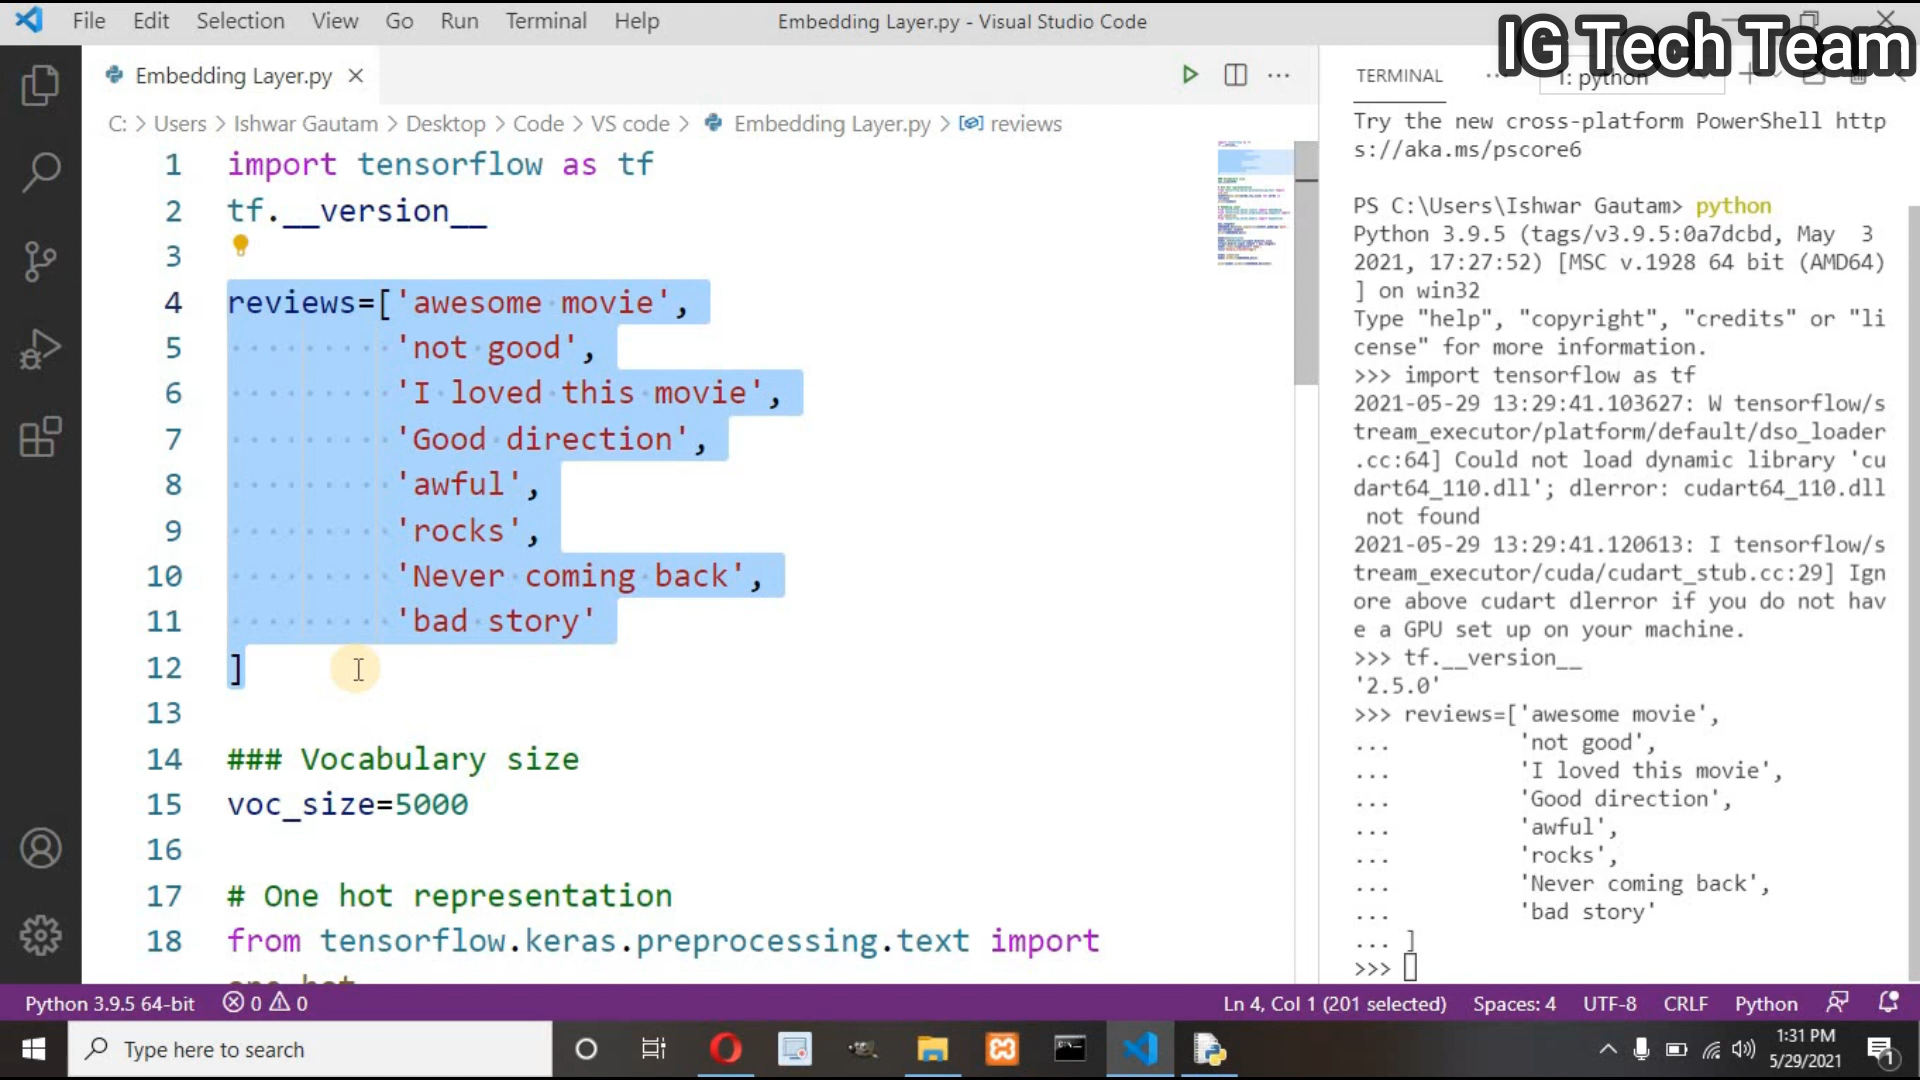 File Edit Selection View Go Run Terminal Help Embedding Layer.py - Visual Studio Code
IG Tech Team
Embedding Layer.py
C: > Users > Ishwar Gautam > Desktop > Code > VS code > Embedding Layer.py > reviews
1 import tensorflow as tf
2 tf.__version__
3
4 reviews=['awesome movie',
5 'not good',
6 'I loved this movie',
7 'Good direction',
8 'awful',
9 'rocks',
10 'Never coming back',
11 'bad story'
12 ]
13
14 ### Vocabulary size
15 voc_size=5000
16
17 # One hot representation
18 from tensorflow.keras.preprocessing.text import
TERMINAL ... 1: python
Try the new cross-platform PowerShell http
s://aka.ms/pscore6
PS C:\Users\Ishwar Gautam> python
Python 3.9.5 (tags/v3.9.5:0a7dcbd, May 3
2021, 17:27:52) [MSC v.1928 64 bit (AMD64)
] on win32
Type "help", "copyright", "credits" or "li
cense" for more information.
>>> import tensorflow as tf
2021-05-29 13:29:41.103627: W tensorflow/s
tream_executor/platform/default/dso_loader
.cc:64] Could not load dynamic library 'cu
dart64_110.dll'; dlerror: cudart64_110.dll
not found
2021-05-29 13:29:41.120613: I tensorflow/s
tream_executor/cuda/cudart_stub.cc:29] Ign
ore above cudart dlerror if you do not hav
e a GPU set up on your machine.
>>> tf.__version__
'2.5.0'
>>> reviews=['awesome movie',
... 'not good',
... 'I loved this movie',
... 'Good direction',
... 'awful',
... 'rocks',
... 'Never coming back',
... 'bad story'
... ]
>>>
Python 3.9.5 64-bit 0 0 Ln 4, Col 1 (201 selected) Spaces: 4 UTF-8 CRLF Python
Type here to search
1:31 PM
5/29/2021
1